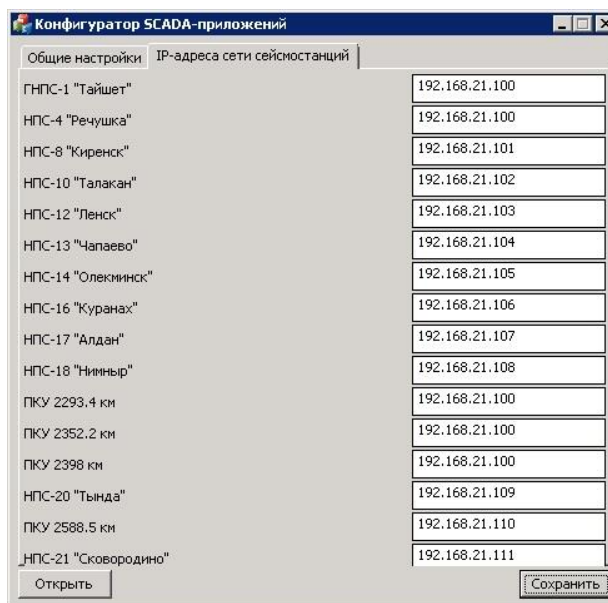 Конфигуратор SCADA-приложений
Общие настройки IP-адреса сети сейсмостанций
ГНПС-1 "Тайшет" 192.168.21.100
НПС-4 "Речушка" 192.168.21.100
НПС-8 "Киренск" 192.168.21.101
НПС-10 "Талакан" 192.168.21.102
НПС-12 "Ленск" 192.168.21.103
НПС-13 "Чапаево" 192.168.21.104
НПС-14 "Олекминск" 192.168.21.105
НПС-16 "Куранах" 192.168.21.106
НПС-17 "Алдан" 192.168.21.107
НПС-18 "Нимныр" 192.168.21.108
ПКУ 2293.4 км 192.168.21.100
ПКУ 2352.2 км 192.168.21.100
ПКУ 2398 км 192.168.21.100
НПС-20 "Тында" 192.168.21.109
ПКУ 2588.5 км 192.168.21.110
НПС-21 "Сковородино" 192.168.21.111
Открыть Сохранить